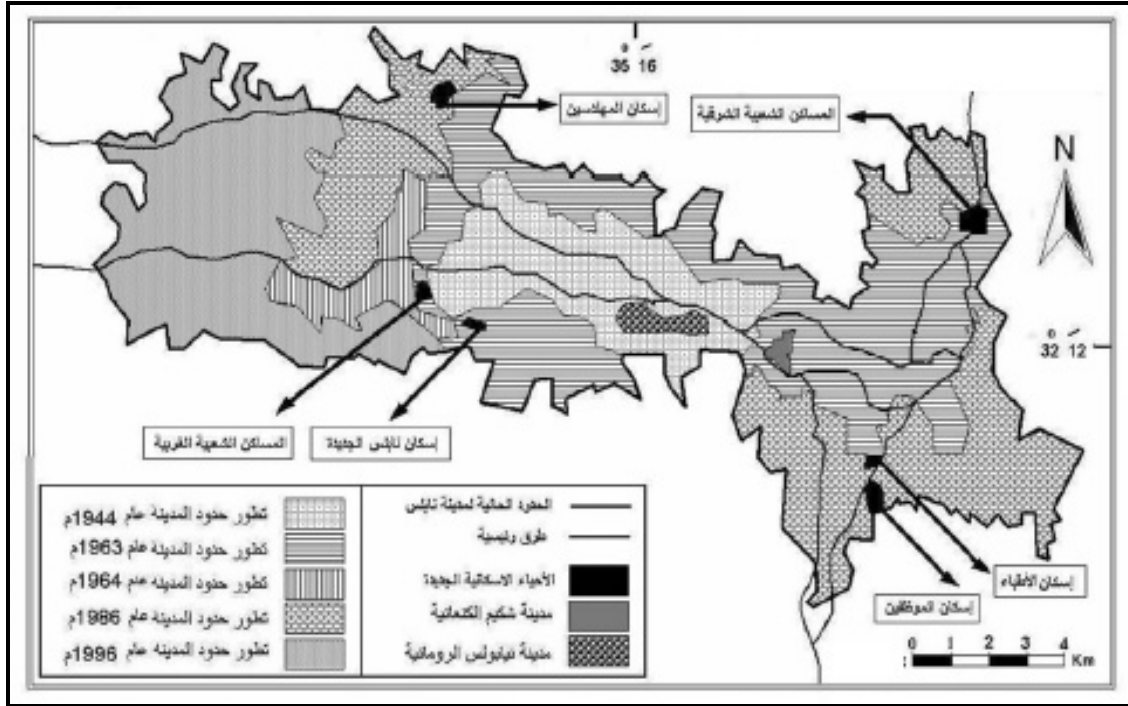 35 16
إسكان المهندسين
المساكن الشعبية الشرقية
N
32 12
المساكن الشعبية الغربية
إسكان نابلس الجديدة
إسكان الأطباء
إسكان الموظفين
0 1 2 3 4
Km
الحدود الحالية لمدينة نابلس
طرق رئيسية
الأحياء الاسكانية الجديدة
مدينة شكيم الكنعانية
مدينة نيابولس الرومانية
تطور حدود المدينة عام 1944م
تطور حدود المدينة عام 1963م
تطور حدود المدينة عام 1964م
تطور حدود المدينة عام 1986م
تطور حدود المدينة عام 1996م